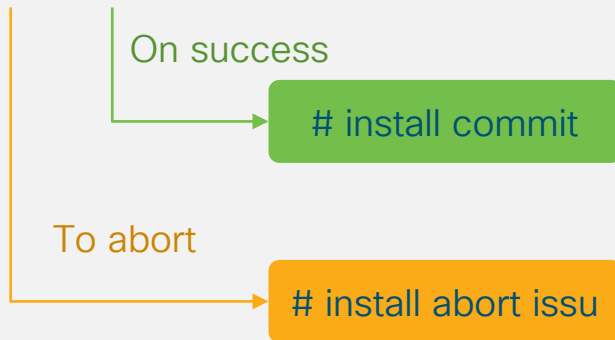 On success
# install commit
To abort
# install abort issu